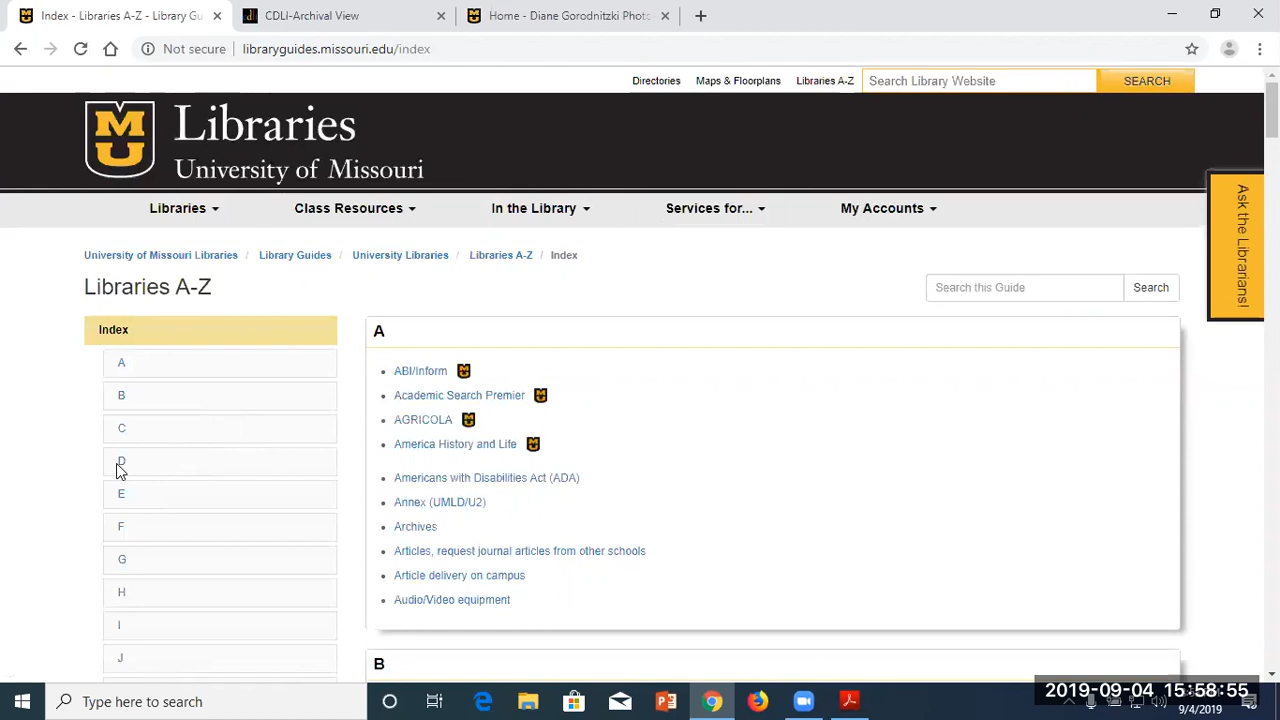 Index - Libraries A-Z - Library Gu
CDLI-Archival View
Home - Diane Gorodnitzki Phot
Not secure
libraryguides.missouri.edu/index
Directories
Maps & Floorplans
Libraries A-Z
Search Library Website
SEARCH
MU
Libraries
University of Missouri
Ask the Librarians!
Libraries
Class Resources
In the Library
Services for...
My Accounts
University of Missouri Libraries / Library Guides / University Libraries / Libraries A-Z / Index
Libraries A-Z
Search this Guide
Search
Index
A
B
C
D
E
F
G
H
I
J
A
ABI/Inform
Academic Search Premier
AGRICOLA
America History and Life
Americans with Disabilities Act (ADA)
Annex (UMLD/U2)
Archives
Articles, request journal articles from other schools
Article delivery on campus
Audio/Video equipment
B
Type here to search
2019-09-04 15:58:55
9/4/2019